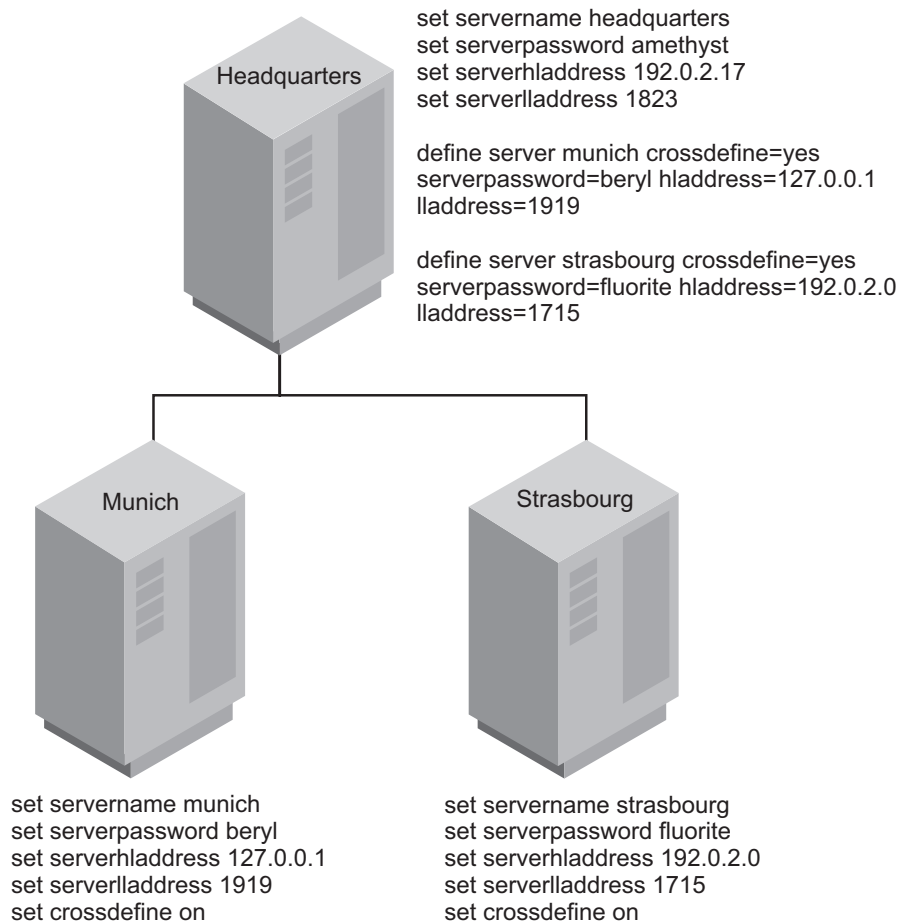 Headquarters
set servername headquarters
set serverpassword amethyst
set serverhladdress 192.0.2.17
set serverlladdress 1823
define server munich crossdefine=yes
serverpassword=beryl hladdress=127.0.0.1
lladdress=1919
define server strasbourg crossdefine=yes
serverpassword=fluorite hladdress=192.0.2.0
lladdress=1715
Munich
Strasbourg
set servername munich
set serverpassword beryl
set serverhladdress 127.0.0.1
set serverlladdress 1919
set crossdefine on
set servername strasbourg
set serverpassword fluorite
set serverhladdress 192.0.2.0
set serverlladdress 1715
set crossdefine on